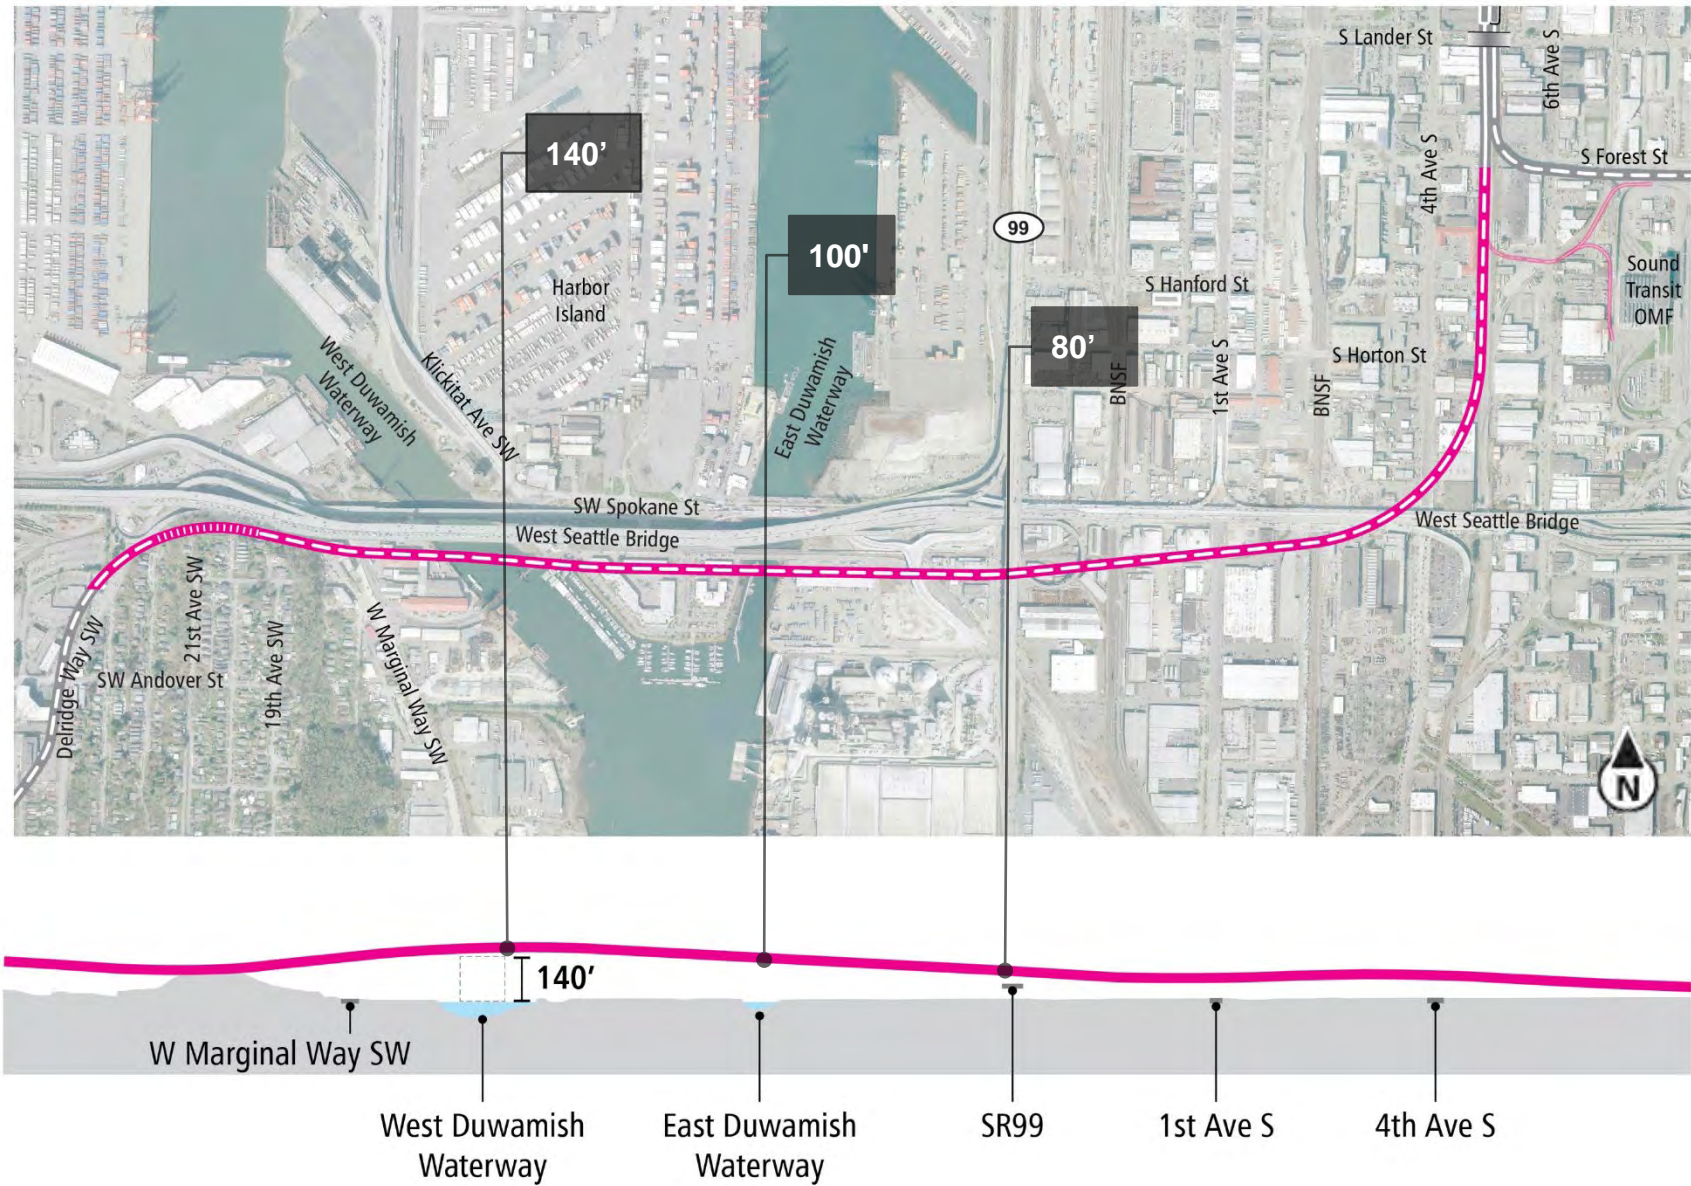 S Lander St
6th Ave S
140’
S Forest St
4th Ave S
100'
99
Sound
Transit
OMF
S Hanford St
Harbor
Island
80’
West Duwamish
Waterway
Klickitat Ave SW
East Duwamish
Waterway
BNSF
1st Ave S
BNSF
S Horton St
SW Spokane St
West Seattle Bridge
West Seattle Bridge
Delridge Way SW
21st Ave SW
SW Andover St
19th Ave SW
W Marginal Way SW
N
140’
W Marginal Way SW
West Duwamish
Waterway
East Duwamish
Waterway
SR99
1st Ave S
4th Ave S